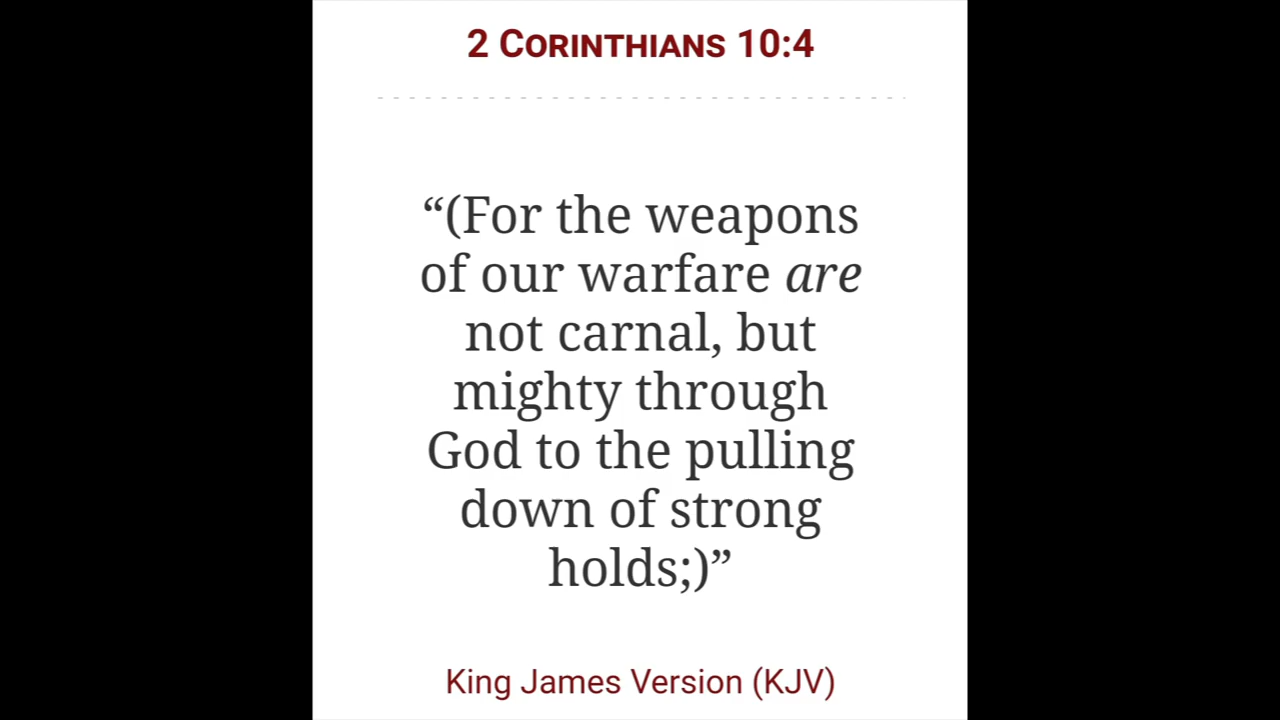 2 Corinthians 10:4
“(For the weapons
of our warfare are
not carnal, but
mighty through
God to the pulling
down of strong
holds;)”
King James Version (KJV)